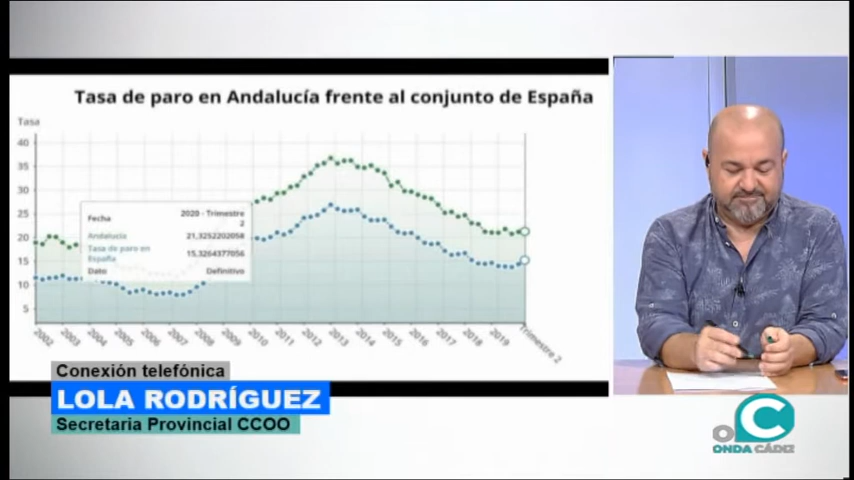 Tasa de paro en Andalucía frente al conjunto de España
Tasa
40
35
30
25
20
15
10
5
Fecha
2020 - Trimestre
2
Andalucía
21,3252202058
Tasa de paro en
España
15,3264377056
Dato
Definitivo
2002
2003
2004
2005
2006
2007
2008
2009
2010
2011
2012
2013
2014
2015
2016
2017
2018
2019
Trimestre 2
Conexión telefónica
LOLA RODRÍGUEZ
Secretaria Provincial CCOO
O C
ONDA CÁDIZ